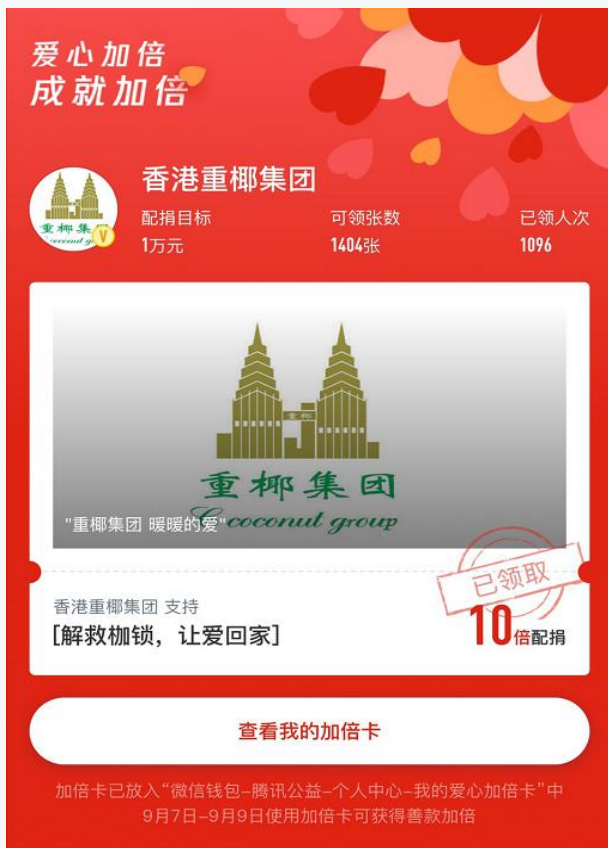 爱心加倍
成就加倍
香港重椰集团
配捐目标 可领张数 已领人次
1万元 1404张 1096
重椰集团
coconut group
V
重椰
重椰集团
Coconut group
"重椰集团 暖暖的爱"
已领取
香港重椰集团 支持
[解救枷锁，让爱回家]
10倍配捐
查看我的加倍卡
加倍卡已放入“微信钱包-腾讯公益-个人中心-我的爱心加倍卡”中
9月7日-9月9日使用加倍卡可获得善款加倍